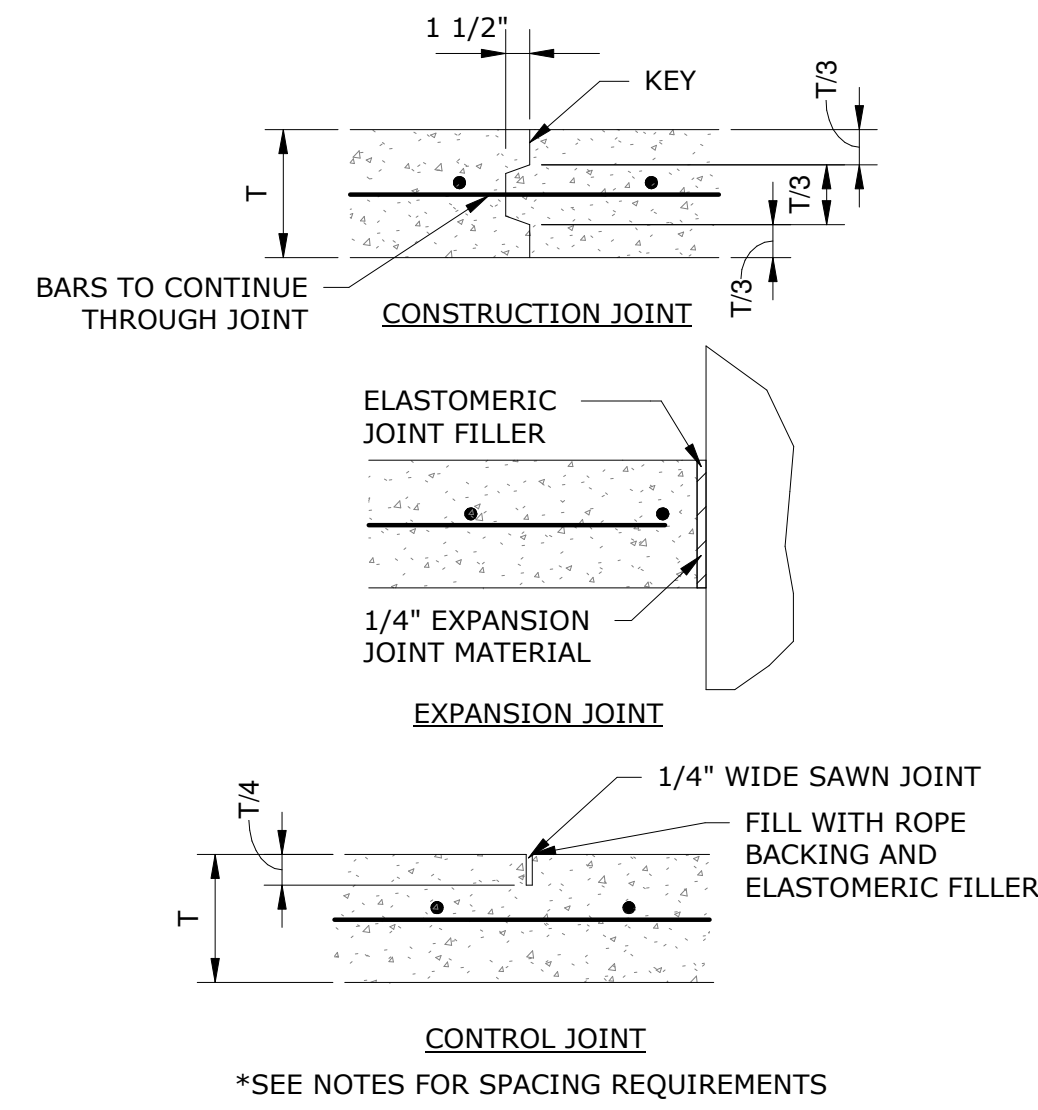 1 1/2"
KEY
T/3
T
T/3
T/3
BARS TO CONTINUE
THROUGH JOINT
CONSTRUCTION JOINT
ELASTOMERIC
JOINT FILLER
1/4" EXPANSION
JOINT MATERIAL
EXPANSION JOINT
1/4" WIDE SAWN JOINT
T/4
FILL WITH ROPE
BACKING AND
ELASTOMERIC FILLER
T
CONTROL JOINT
*SEE NOTES FOR SPACING REQUIREMENTS